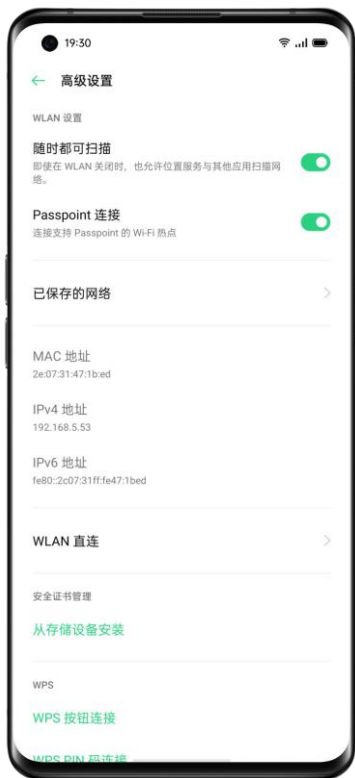 19:30
← 高级设置
WLAN 设置
随时都可扫描
即使在 WLAN 关闭时，也允许位置服务与其他应用扫描网
络。
Passpoint 连接
连接支持 Passpoint 的 Wi-Fi 热点
已保存的网络
MAC 地址
2e:07:31:47:1b:ed
IPv4 地址
192.168.5.53
IPv6 地址
fe80::2c07:31ff:fe47:1bed
WLAN 直连
安全证书管理
从存储设备安装
WPS
WPS 按钮连接
WPS PIN 码连接